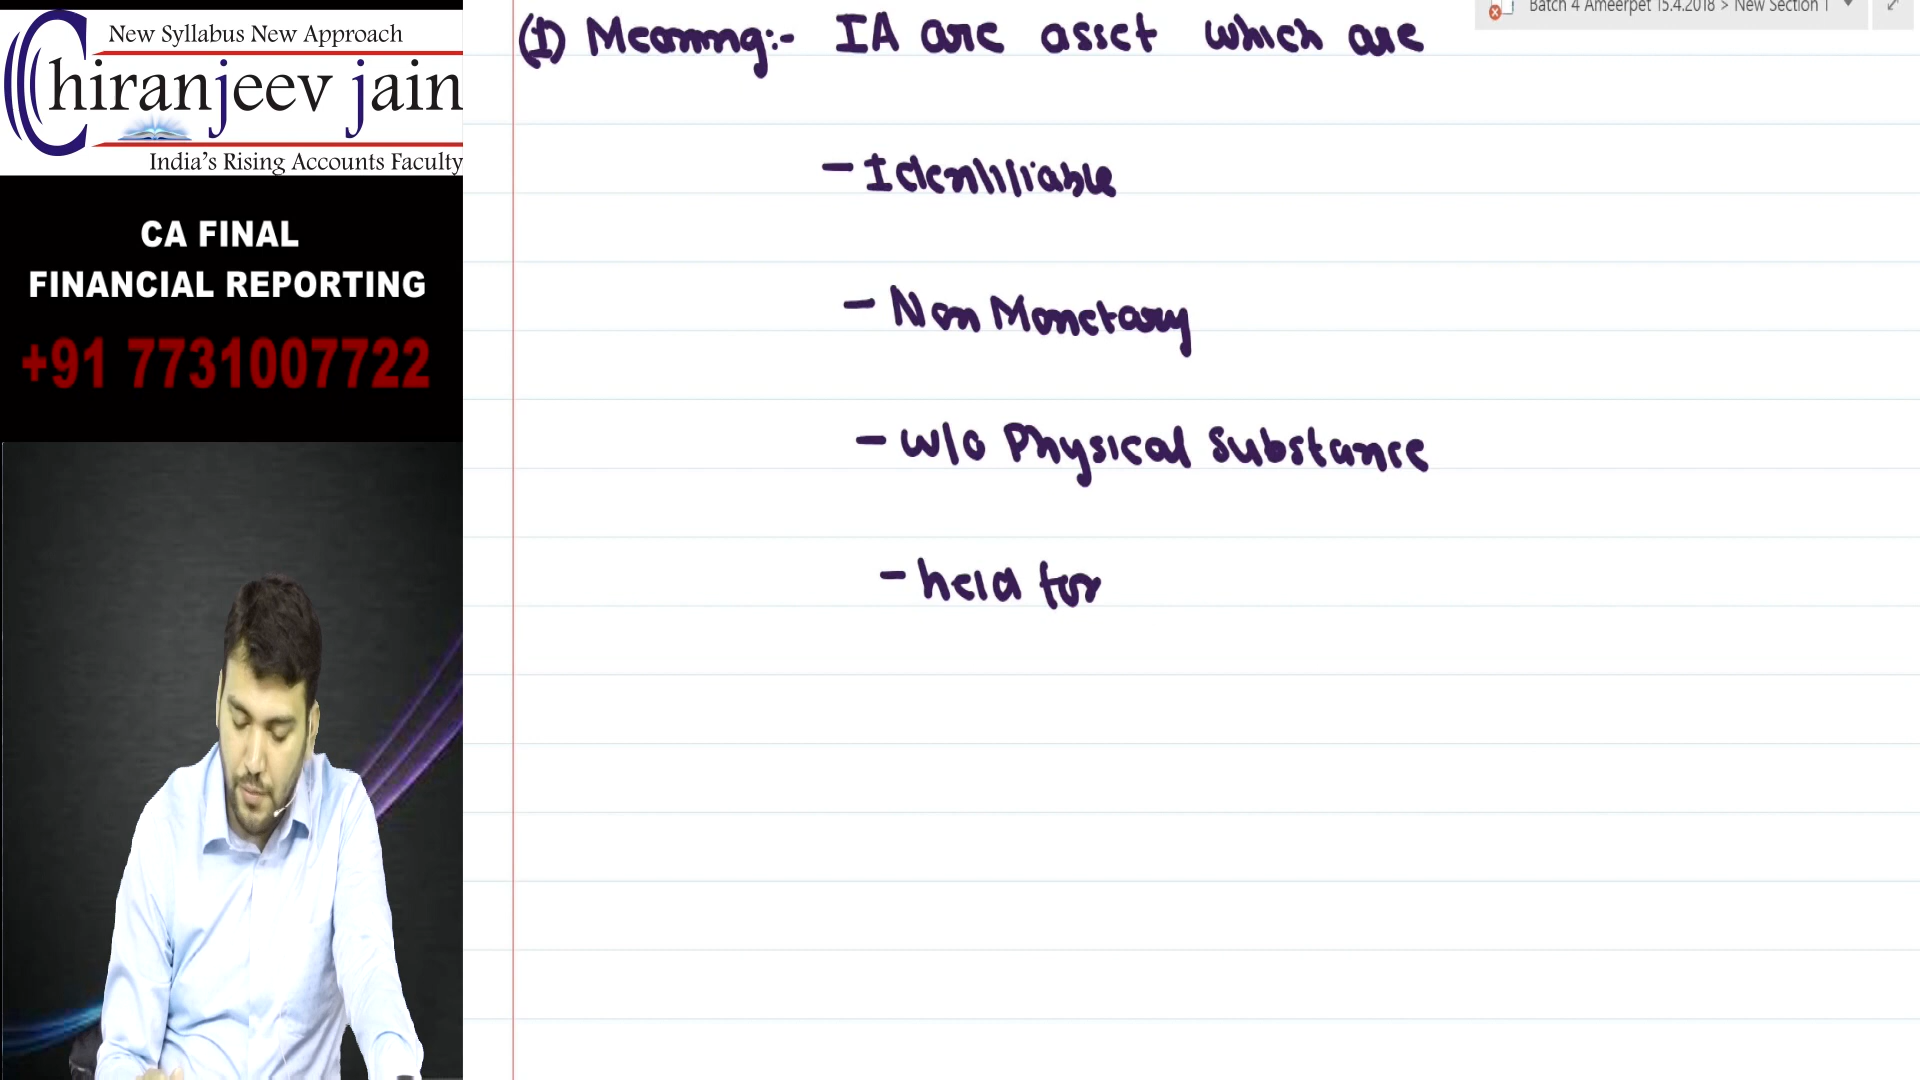 New Syllabus New Approach
Chiranjeev jain
India's Rising Accounts Faculty
CA FINAL
FINANCIAL REPORTING
+91 7731007722
Batch 4 Ameerpet 15.4.2018 > New Section 1
(1) Meaning:- IA are asset which are
- Identifiable
- Non Monetary
- w/o Physical Substance
- held for